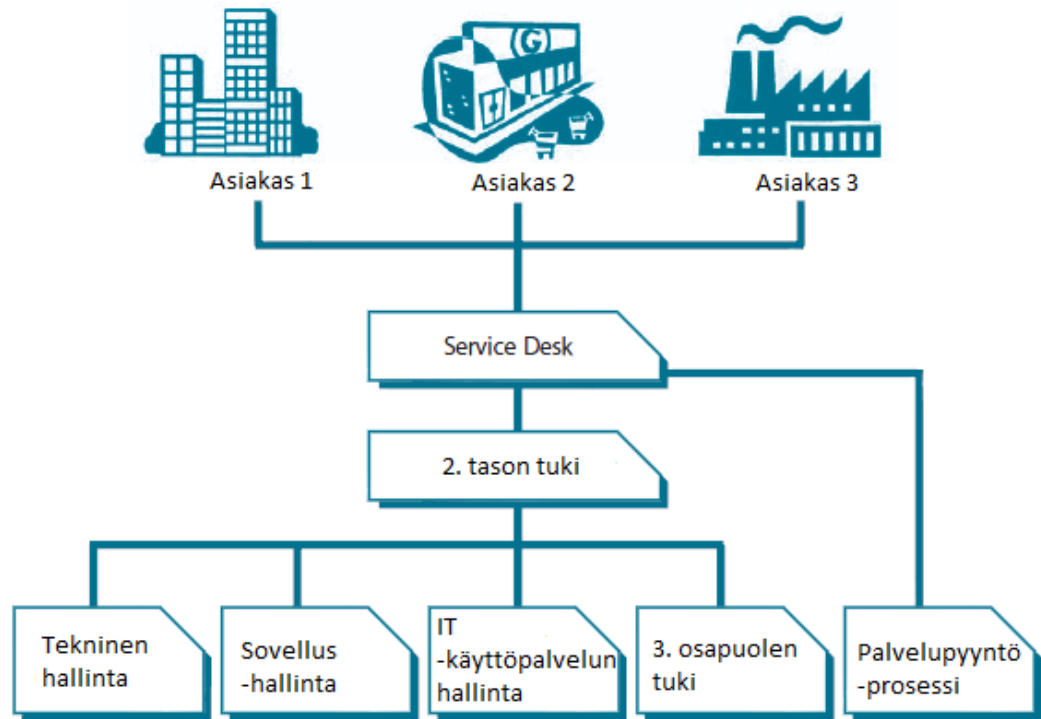 G
Asiakas 1
Asiakas 2
Asiakas 3
Service Desk
2. tason tuki
Tekninen
hallinta
Sovellus
-hallinta
IT
-käyttöpalvelun
hallinta
3. osapuolen
tuki
Palvelupyyntö
-prosessi